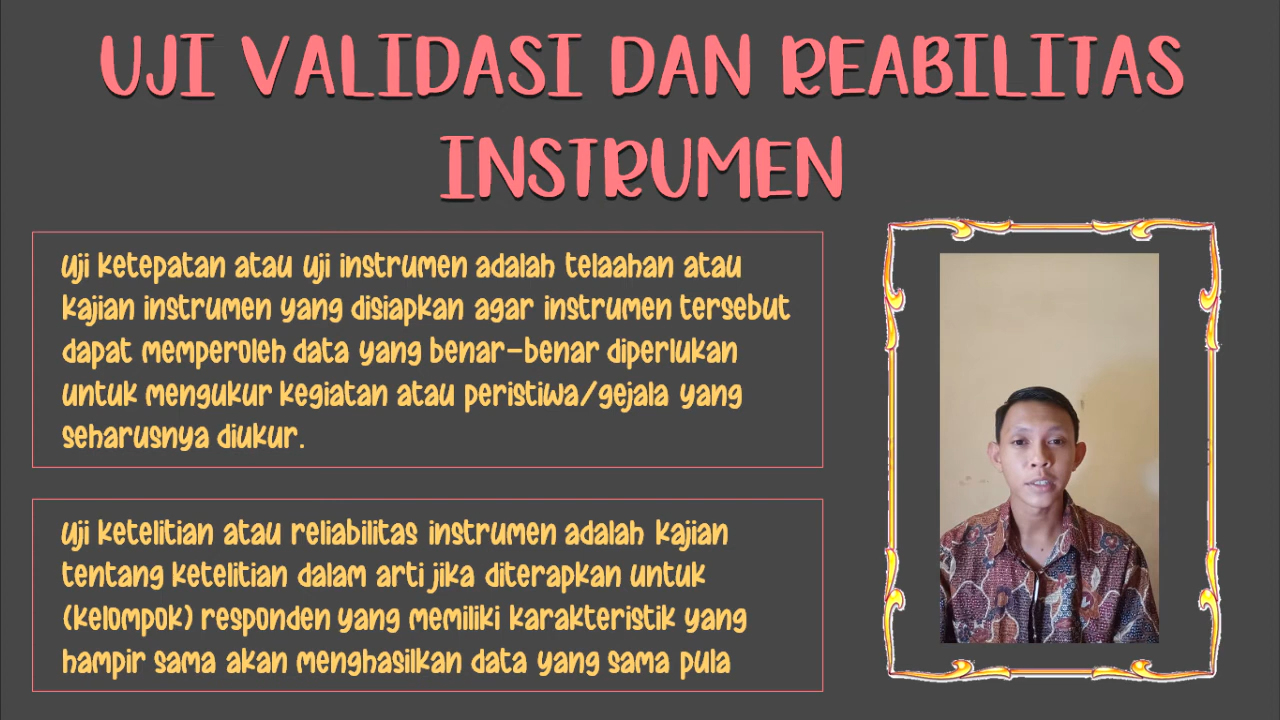 UJI VALIDASI DAN REABILITAS
INSTRUMEN
Uji ketepatan atau uji instrumen adalah telaahan atau
kajian instrumen yang disiapkan agar instrumen tersebut
dapat memperoleh data yang benar-benar diperlukan
untuk mengukur kegiatan atau peristiwa/gejala yang
seharusnya diukur.
Uji ketelitian atau reliabilitas instrumen adalah kajian
tentang ketelitian dalam arti jika diterapkan untuk
(kelompok) responden yang memiliki karakteristik yang
hampir sama akan menghasilkan data yang sama pula